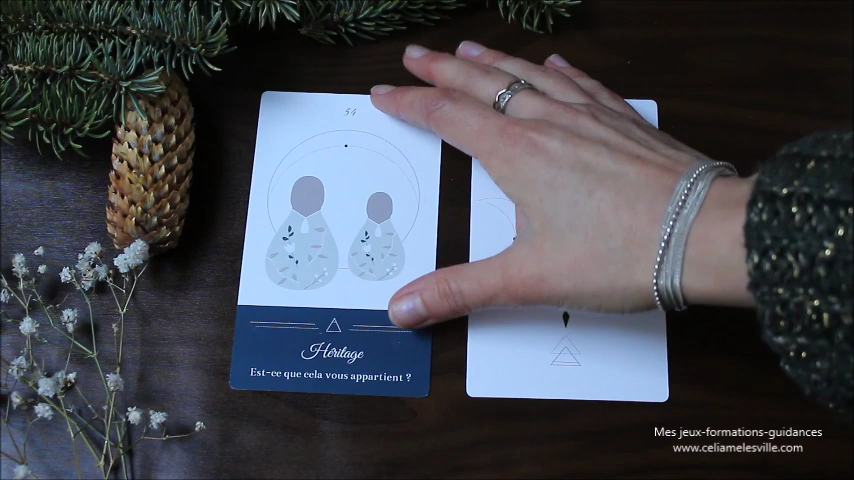 54
Héritage
Est-ce que cela vous appartient ?
Mes jeux-formations-guidances
www.celiamelesville.com